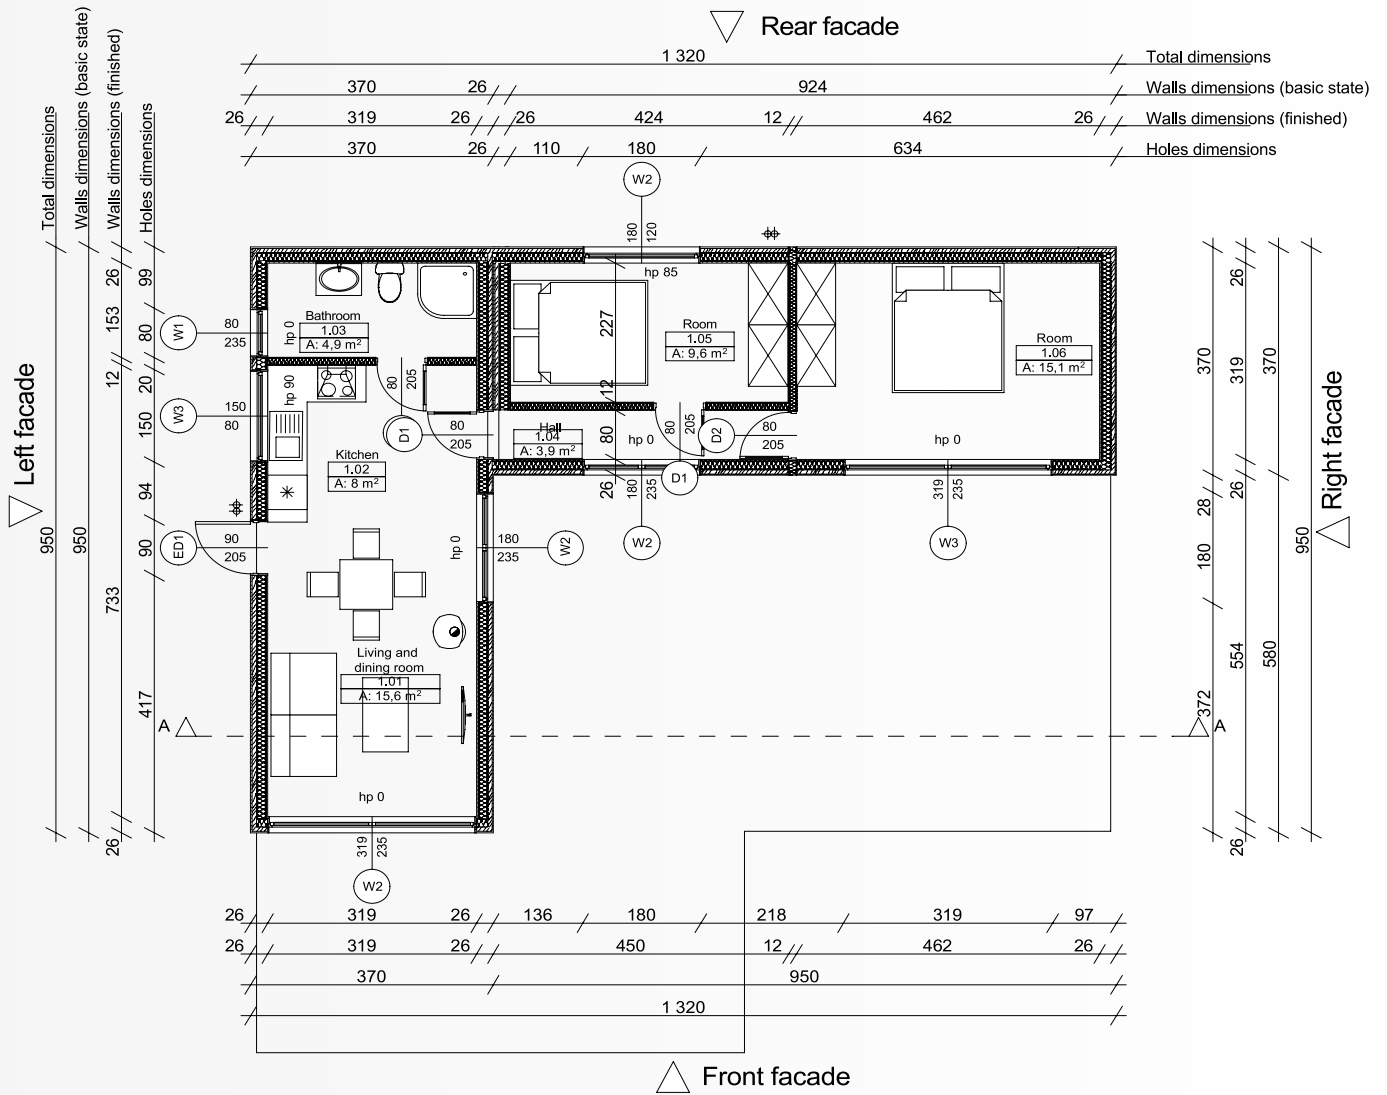 Rear facade
1 320
Total dimensions
370 26 924
Walls dimensions (basic state)
26 319 26 26 424 12 462 26
Walls dimensions (finished)
370 26 110 180 634
Holes dimensions
Total dimensions
Walls dimensions (basic state)
Walls dimensions (finished)
Holes dimensions
Left facade
950
950
26 153 12 733 26
99 80 20 150 94 90 417
W2
180
120
hp 85
W1
80
235
hp 0
Bathroom
1.03
A: 4,9 m²
80
205
D1
W3
150
80
hp 90
Kitchen
1.02
A: 8 m²
80
205
227
12
80
26
Room
1.05
A: 9,6 m²
Room
1.06
A: 15,1 m²
Hall
1.04
A: 3,9 m²
hp 0
80
205
D1
D2
80
205
hp 0
180
235
W2
319
235
W3
ED1
90
205
hp 0
180
235
W2
Living and
dining room
1.01
A: 15,6 m²
A
A
hp 0
319
235
W2
370 28 180 372
26 319 26 554 26
370 580
950
Right facade
26 319 26 136 180 218 319 97
26 319 26 450 12 462 26
370 950
1 320
Front facade